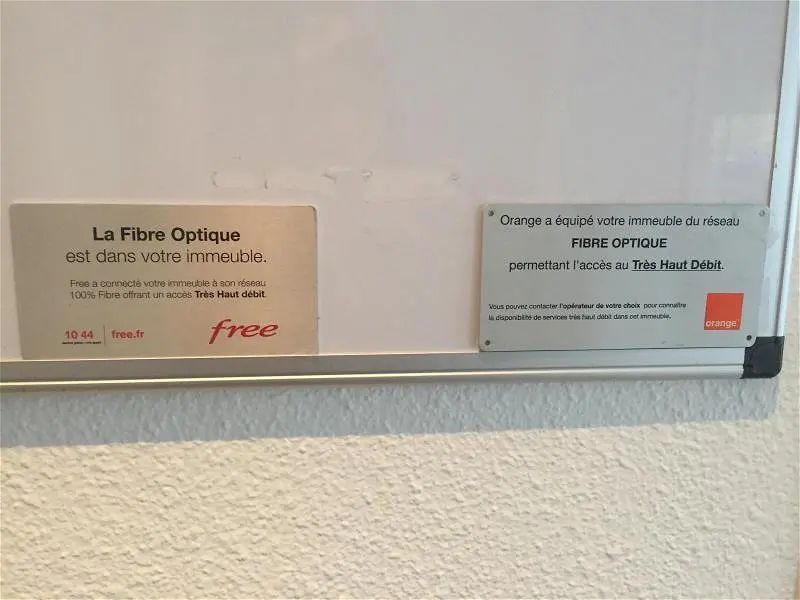 La Fibre Optique
est dans votre immeuble.
Free a connecté votre immeuble à son réseau
100% Fibre offrant un accès Très Haut débit.
10 44 free.fr
free
Orange a équipé votre immeuble du réseau
FIBRE OPTIQUE
permettant l'accès au Très Haut Débit.
Vous pouvez contacter l'opérateur de votre choix pour connaître
la disponibilité de services très haut débit dans cet immeuble.
orange